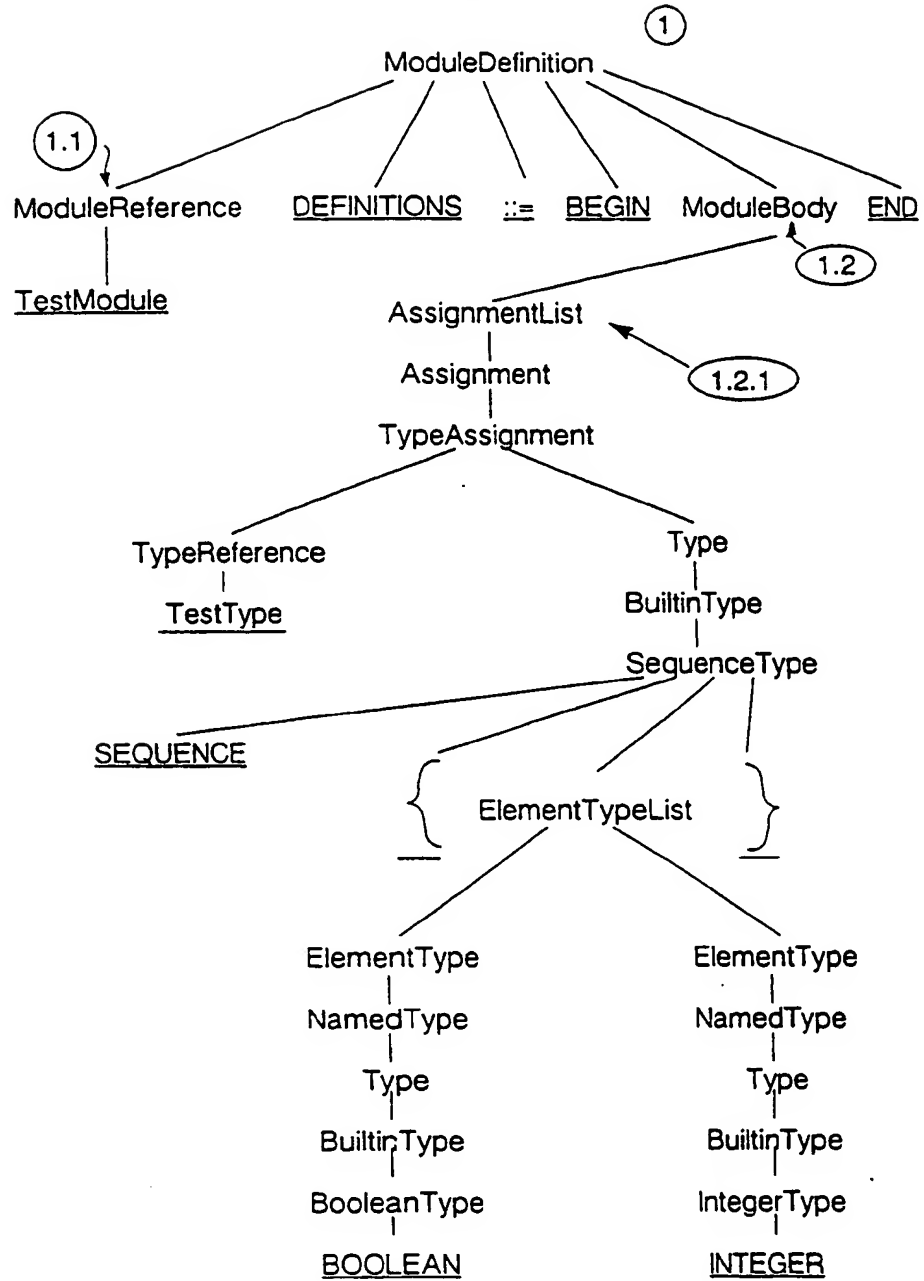 1
ModuleDefinition
1.1
ModuleReference DEFINITIONS ::= BEGIN ModuleBody END
1.2
TestModule
AssignmentList
1.2.1
Assignment
TypeAssignment
TypeReference Type
TestType BuiltinType
SequenceType
SEQUENCE
{ ElementTypeList }
ElementType ElementType
NamedType NamedType
Type Type
BuiltinType BuiltinType
BooleanType IntegerType
BOOLEAN INTEGER